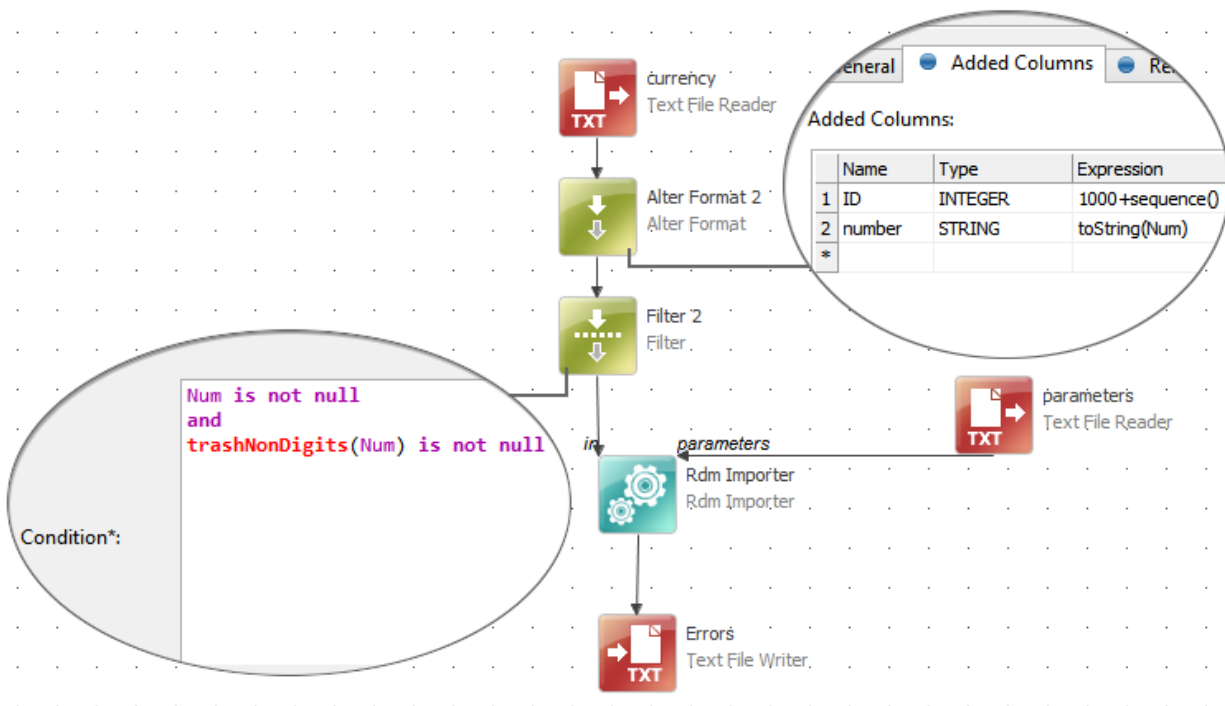 currency
Text File Reader
TXT
Alter Format 2
Alter Format
Filter 2
Filter
eneral
Added Columns
Re
Added Columns:
Name Type Expression
1 ID INTEGER 1000+sequence()
2 number STRING toString(Num)
*
Num is not null
and
trashNonDigits(Num) is not null
Condition*:
in
parameters
parameters
Text File Reader
TXT
Rdm Importer
Rdm Importer
Errors
Text File Writer
TXT